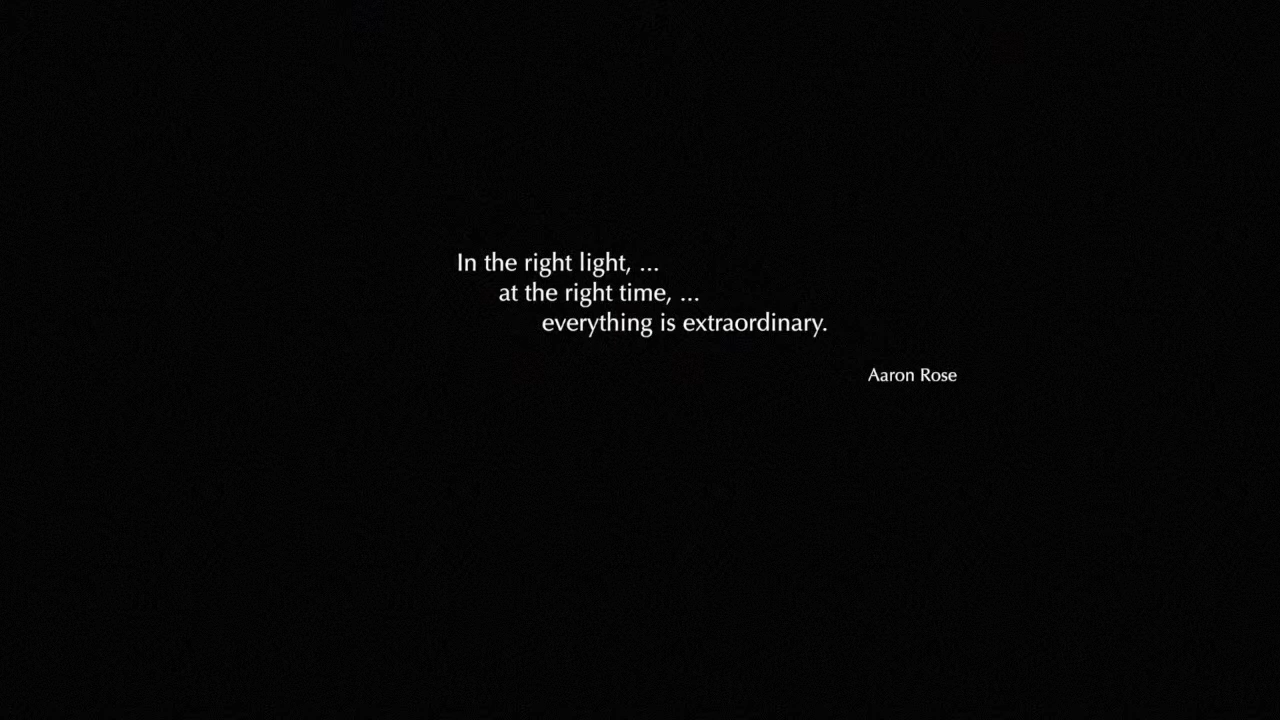 In the right light, ...
at the right time, ...
everything is extraordinary.
Aaron Rose